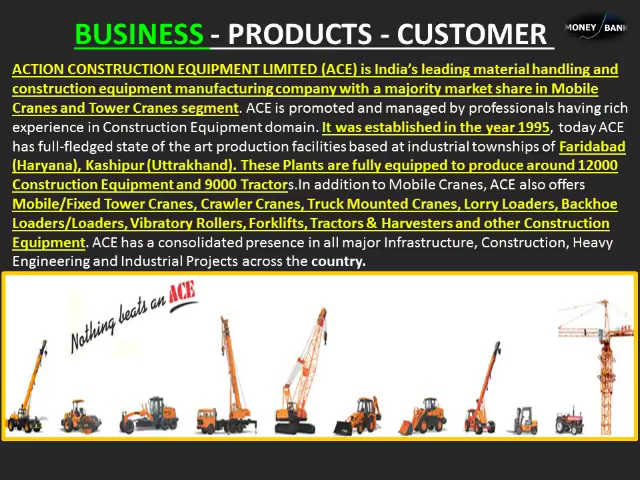 BUSINESS - PRODUCTS - CUSTOMER
MONEY BANK
ACTION CONSTRUCTION EQUIPMENT LIMITED (ACE) is India's leading material handling and
construction equipment manufacturing company with a majority market share in Mobile
Cranes and Tower Cranes segment. ACE is promoted and managed by professionals having rich
experience in Construction Equipment domain. It was established in the year 1995, today ACE
has full-fledged state of the art production facilities based at industrial townships of Faridabad
(Haryana), Kashipur (Uttrakhand). These Plants are fully equipped to produce around 12000
Construction Equipment and 9000 Tractors.In addition to Mobile Cranes, ACE also offers
Mobile/Fixed Tower Cranes, Crawler Cranes, Truck Mounted Cranes, Lorry Loaders, Backhoe
Loaders/Loaders, Vibratory Rollers, Forklifts, Tractors & Harvesters and other Construction
Equipment. ACE has a consolidated presence in all major Infrastructure, Construction, Heavy
Engineering and Industrial Projects across the country.
Nothing beats an ACE
ACE